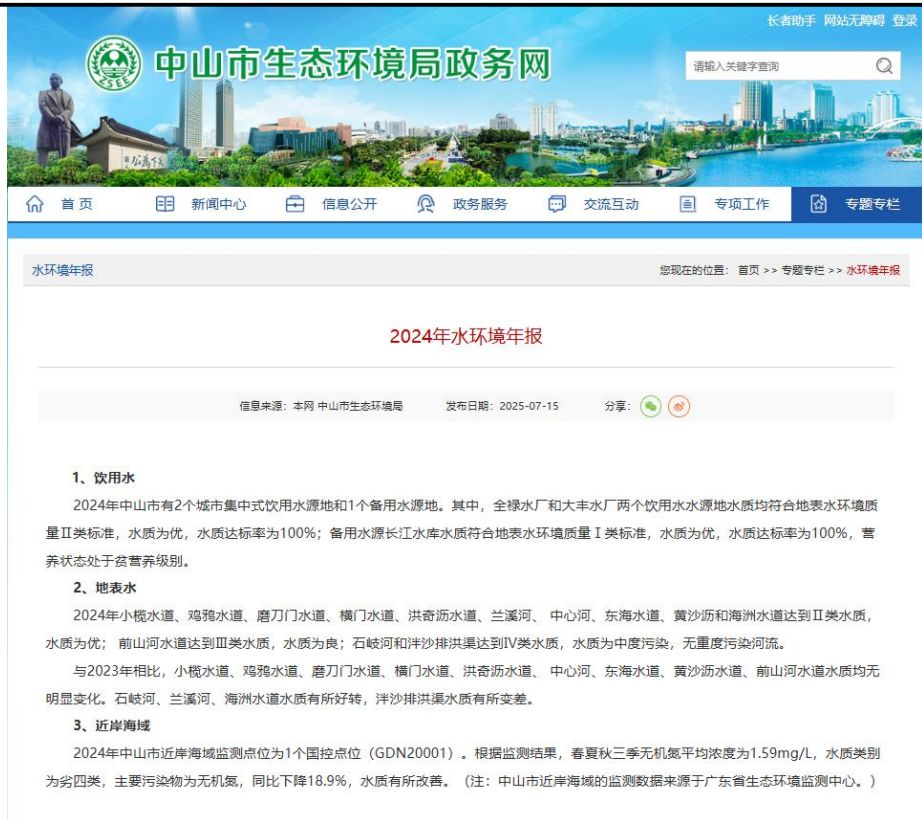 长者助手 网站无障碍 登录
中山市生态环境局政务网
ZSEE
请输入关键字查询
首页 新闻中心 信息公开 政务服务 交流互动 专项工作 专题专栏
水环境年报 您现在的位置: 首页 >> 专题专栏 >> 水环境年报
2024年水环境年报
信息来源: 本网 中山市生态环境局 发布日期: 2025-07-15 分享:
1、饮用水
2024年中山市有2个城市集中式饮用水源地和1个备用水源地。其中，全禄水厂和大丰水厂两个饮用水水源地水质均符合地表水环境质
量Ⅱ类标准，水质为优，水质达标率为100%；备用水源长江水库水质符合地表水环境质量Ⅰ类标准，水质为优，水质达标率为100%，营
养状态处于贫营养级别。
2、地表水
2024年小榄水道、鸡鸦水道、磨刀门水道、横门水道、洪奇沥水道、兰溪河、 中心河、东海水道、黄沙沥和海洲水道达到Ⅱ类水质，
水质为优； 前山河水道达到Ⅲ类水质，水质为良；石岐河和泮沙排洪渠达到Ⅳ类水质，水质为中度污染，无重度污染河流。
与2023年相比，小榄水道、鸡鸦水道、磨刀门水道、横门水道、洪奇沥水道、 中心河、东海水道、黄沙沥水道、前山河水道水质均无
明显变化。石岐河、兰溪河、海洲水道水质有所好转，泮沙排洪渠水质有所变差。
3、近岸海域
2024年中山市近岸海域监测点位为1个国控点位（GDN20001）。根据监测结果，春夏秋三季无机氮平均浓度为1.59mg/L，水质类别
为劣四类，主要污染物为无机氮，同比下降18.9%，水质有所改善。（注：中山市近岸海域的监测数据来源于广东省生态环境监测中心。）